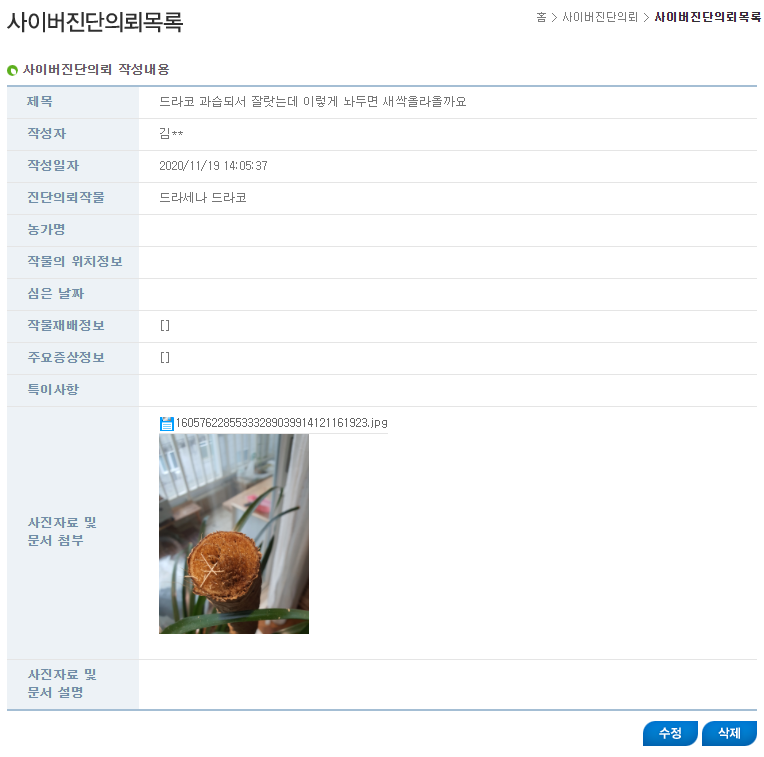 사이버진단의뢰목록
홈 > 사이버진단의뢰 > 사이버진단의뢰목록
사이버진단의뢰 작성내용
제목 드라코 과습되서 잘랏는데 이렇게 놔두면 새싹올라올까요
작성자 김**
작성일자 2020/11/19 14:05:37
진단의뢰작물 드라세나 드라코
농가명
작물의 위치정보
심은 날짜
작물재배정보 []
주요증상정보 []
특이사항
사진자료 및
문서 첨부
16057622855333289039914121161923.jpg
사진자료 및
문서 설명
수정 삭제